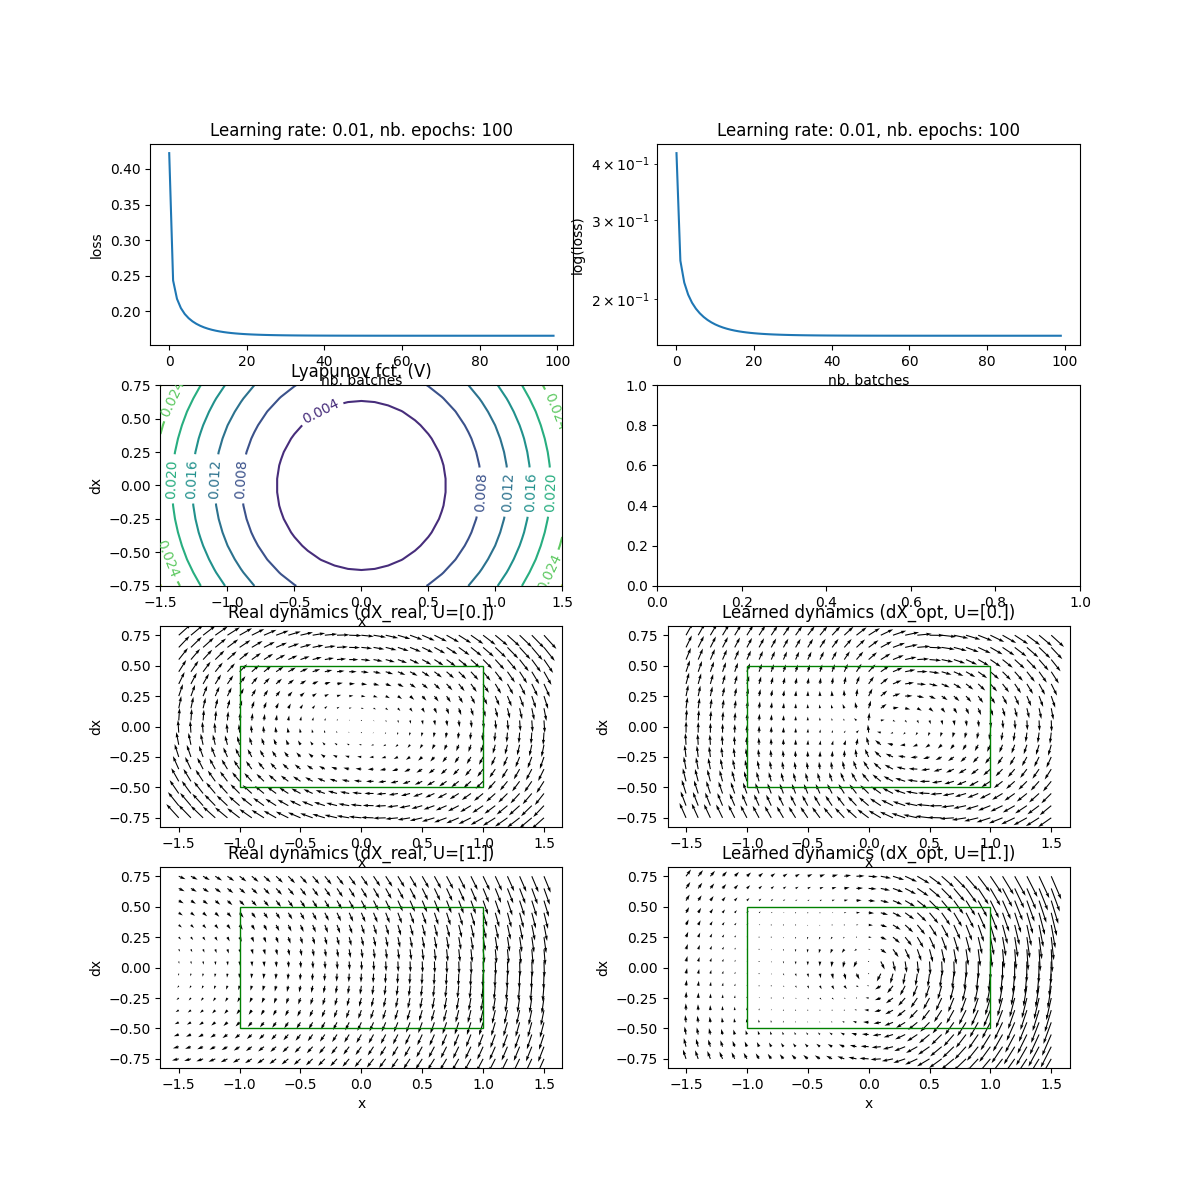 Learning rate: 0.01, nb. epochs: 100
loss
0.40
0.35
0.30
0.25
0.20
0 20 40 60 80 100
nb. batches
Learning rate: 0.01, nb. epochs: 100
log(loss)
4 × 10⁻¹
3 × 10⁻¹
2 × 10⁻¹
0 20 40 60 80 100
nb. batches
Lyapunov fct. (V)
dx
0.75
0.50
0.25
0.00
−0.25
−0.50
−0.75
0.024
0.004
0.020 0.016 0.012 0.008 0.008 0.012 0.016 0.020
0.024 0.024
−1.5 −1.0 −0.5 0.0 0.5 1.0 1.5
x
1.0
0.8
0.6
0.4
0.2
0.0
0.0 0.2 0.4 0.6 0.8 1.0
Real dynamics (dX_real, U=[0.])
dx
0.75
0.50
0.25
0.00
−0.25
−0.50
−0.75
−1.5 −1.0 −0.5 0.0 0.5 1.0 1.5
x
Learned dynamics (dX_opt, U=[0.])
dx
0.75
0.50
0.25
0.00
−0.25
−0.50
−0.75
−1.5 −1.0 −0.5 0.0 0.5 1.0 1.5
x
Real dynamics (dX_real, U=[1.])
dx
0.75
0.50
0.25
0.00
−0.25
−0.50
−0.75
−1.5 −1.0 −0.5 0.0 0.5 1.0 1.5
x
Learned dynamics (dX_opt, U=[1.])
dx
0.75
0.50
0.25
0.00
−0.25
−0.50
−0.75
−1.5 −1.0 −0.5 0.0 0.5 1.0 1.5
x